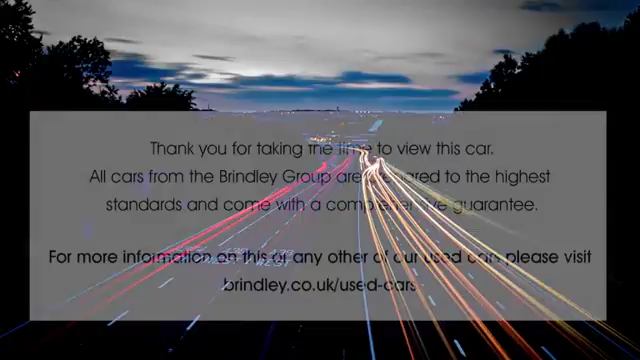 Thank you for taking the time to view this car.
All cars from the Brindley Group are prepared to the highest
standards and come with a comprehensive guarantee.
For more information on this or any other of our used cars please visit
brindley.co.uk/used-cars